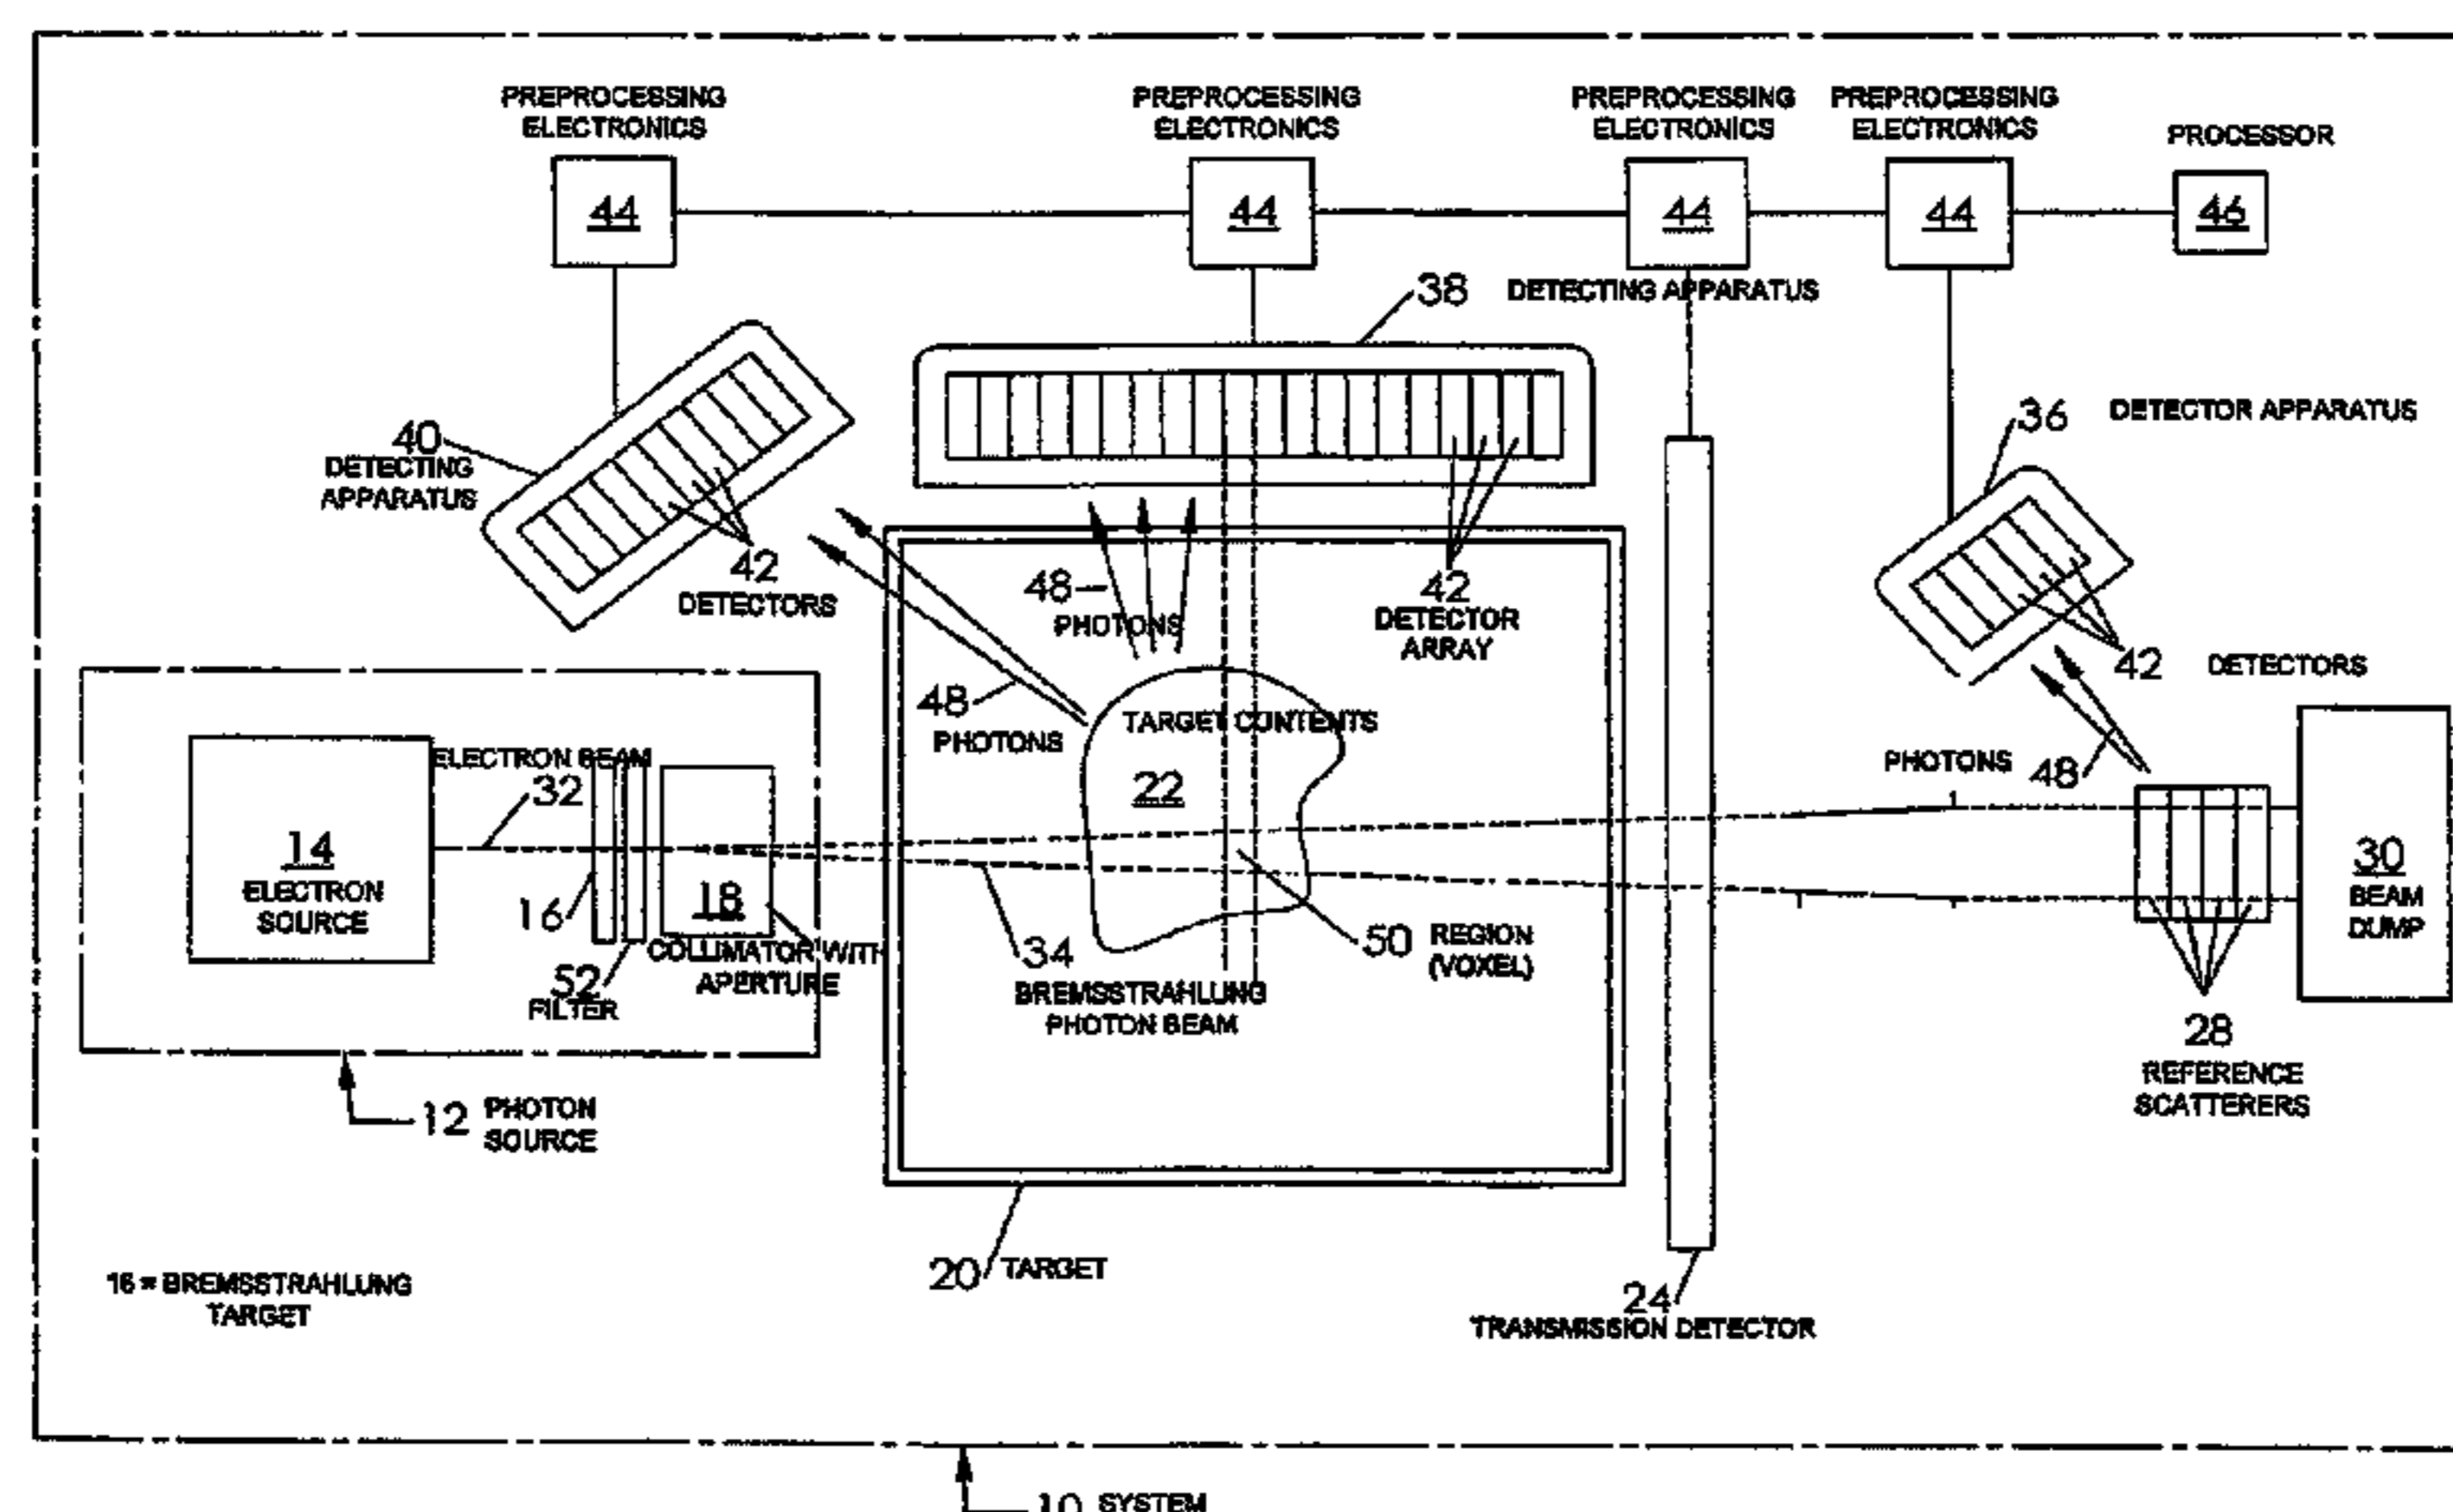 PREPROCESSING
ELECTRONICS
44
PREPROCESSING
ELECTRONICS
44
PREPROCESSING
ELECTRONICS
44
PREPROCESSING
ELECTRONICS
44
PROCESSOR
46
38 DETECTING APPARATUS
40
DETECTING
APPARATUS
36 DETECTOR APPARATUS
42
DETECTORS
48
PHOTONS
42
DETECTOR
ARRAY
42 DETECTORS
48
PHOTONS
TARGET CONTENTS
22
PHOTONS 48
ELECTRON BEAM
32
14
ELECTRON
SOURCE
16
18
COLLIMATOR WITH
APERTURE
52
FILTER
34
BREMSSTRAHLUNG
PHOTON BEAM
50 REGION
(VOXEL)
30
BEAM
DUMP
28
REFERENCE
SCATTERERS
12 PHOTON
SOURCE
20 TARGET
24
TRANSMISSION DETECTOR
16 = BREMSSTRAHLUNG
TARGET
10 SYSTEM